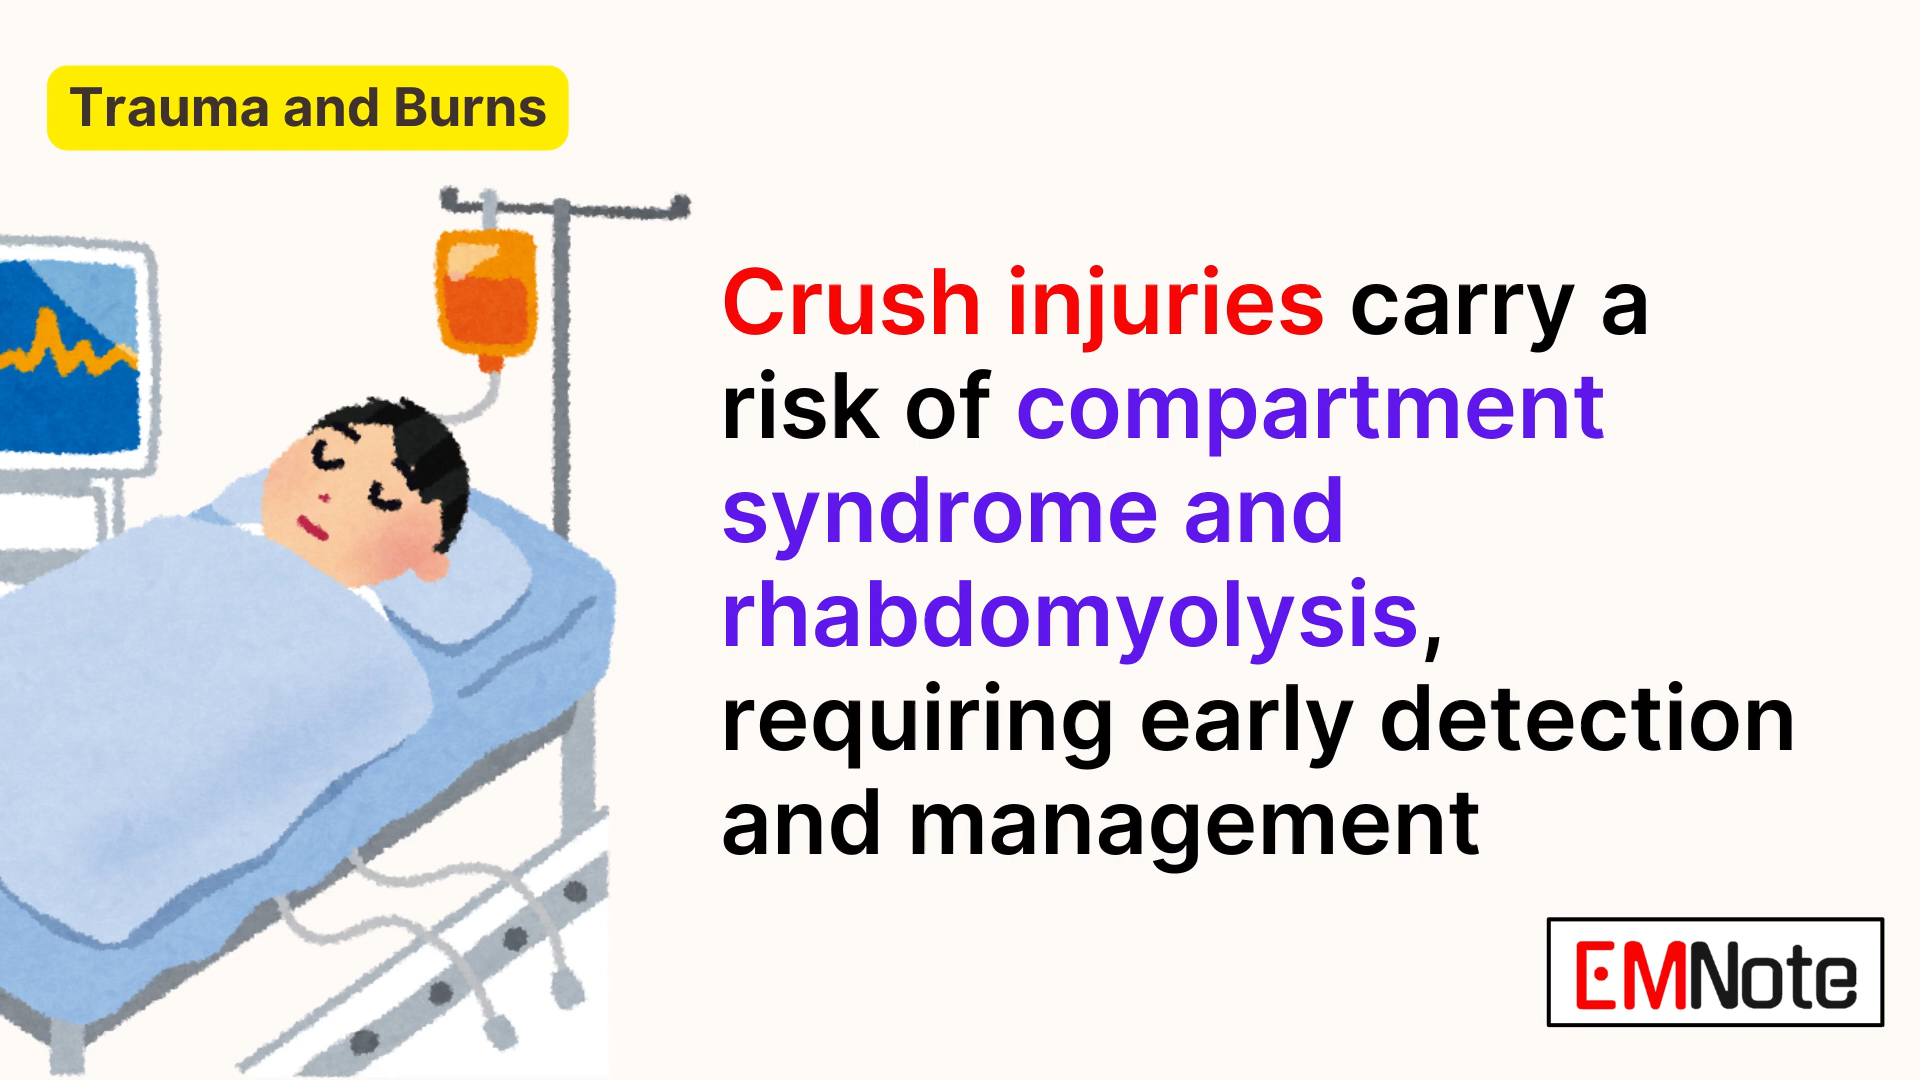 Trauma and Burns
Crush injuries carry a
risk of compartment
syndrome and
rhabdomyolysis,
requiring early detection
and management
EMNote